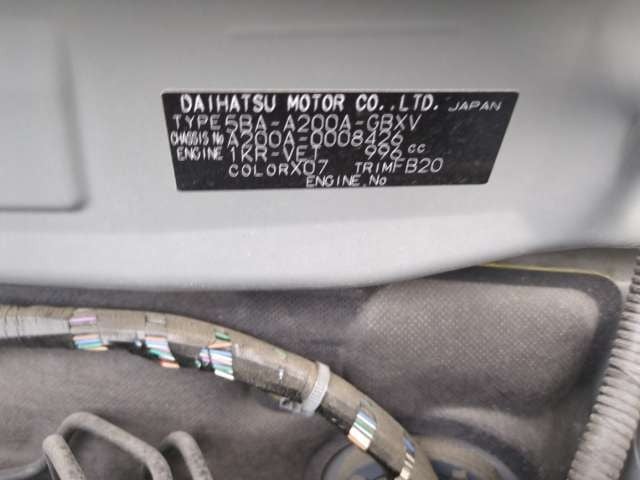 DAIHATSU MOTOR CO.,LTD. JAPAN
TYPE 5BA-A200A-GBXV
CHASSIS No A200A-0008426
ENGINE 1KR-VET 996 cc
COLOR X07 TRIM FB20
ENGINE No